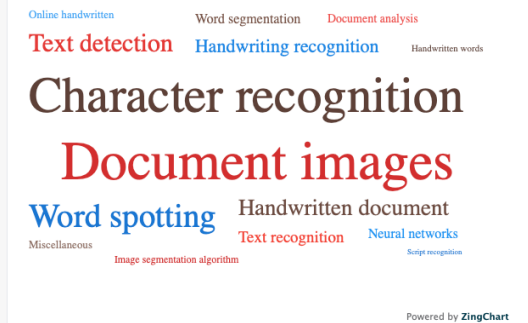 Online handwritten
Word segmentation
Document analysis
Text detection
Handwriting recognition
Handwritten words
Character recognition
Document images
Word spotting
Handwritten document
Miscellaneous
Text recognition
Neural networks
Image segmentation algorithm
Script recognition
Powered by ZingChart